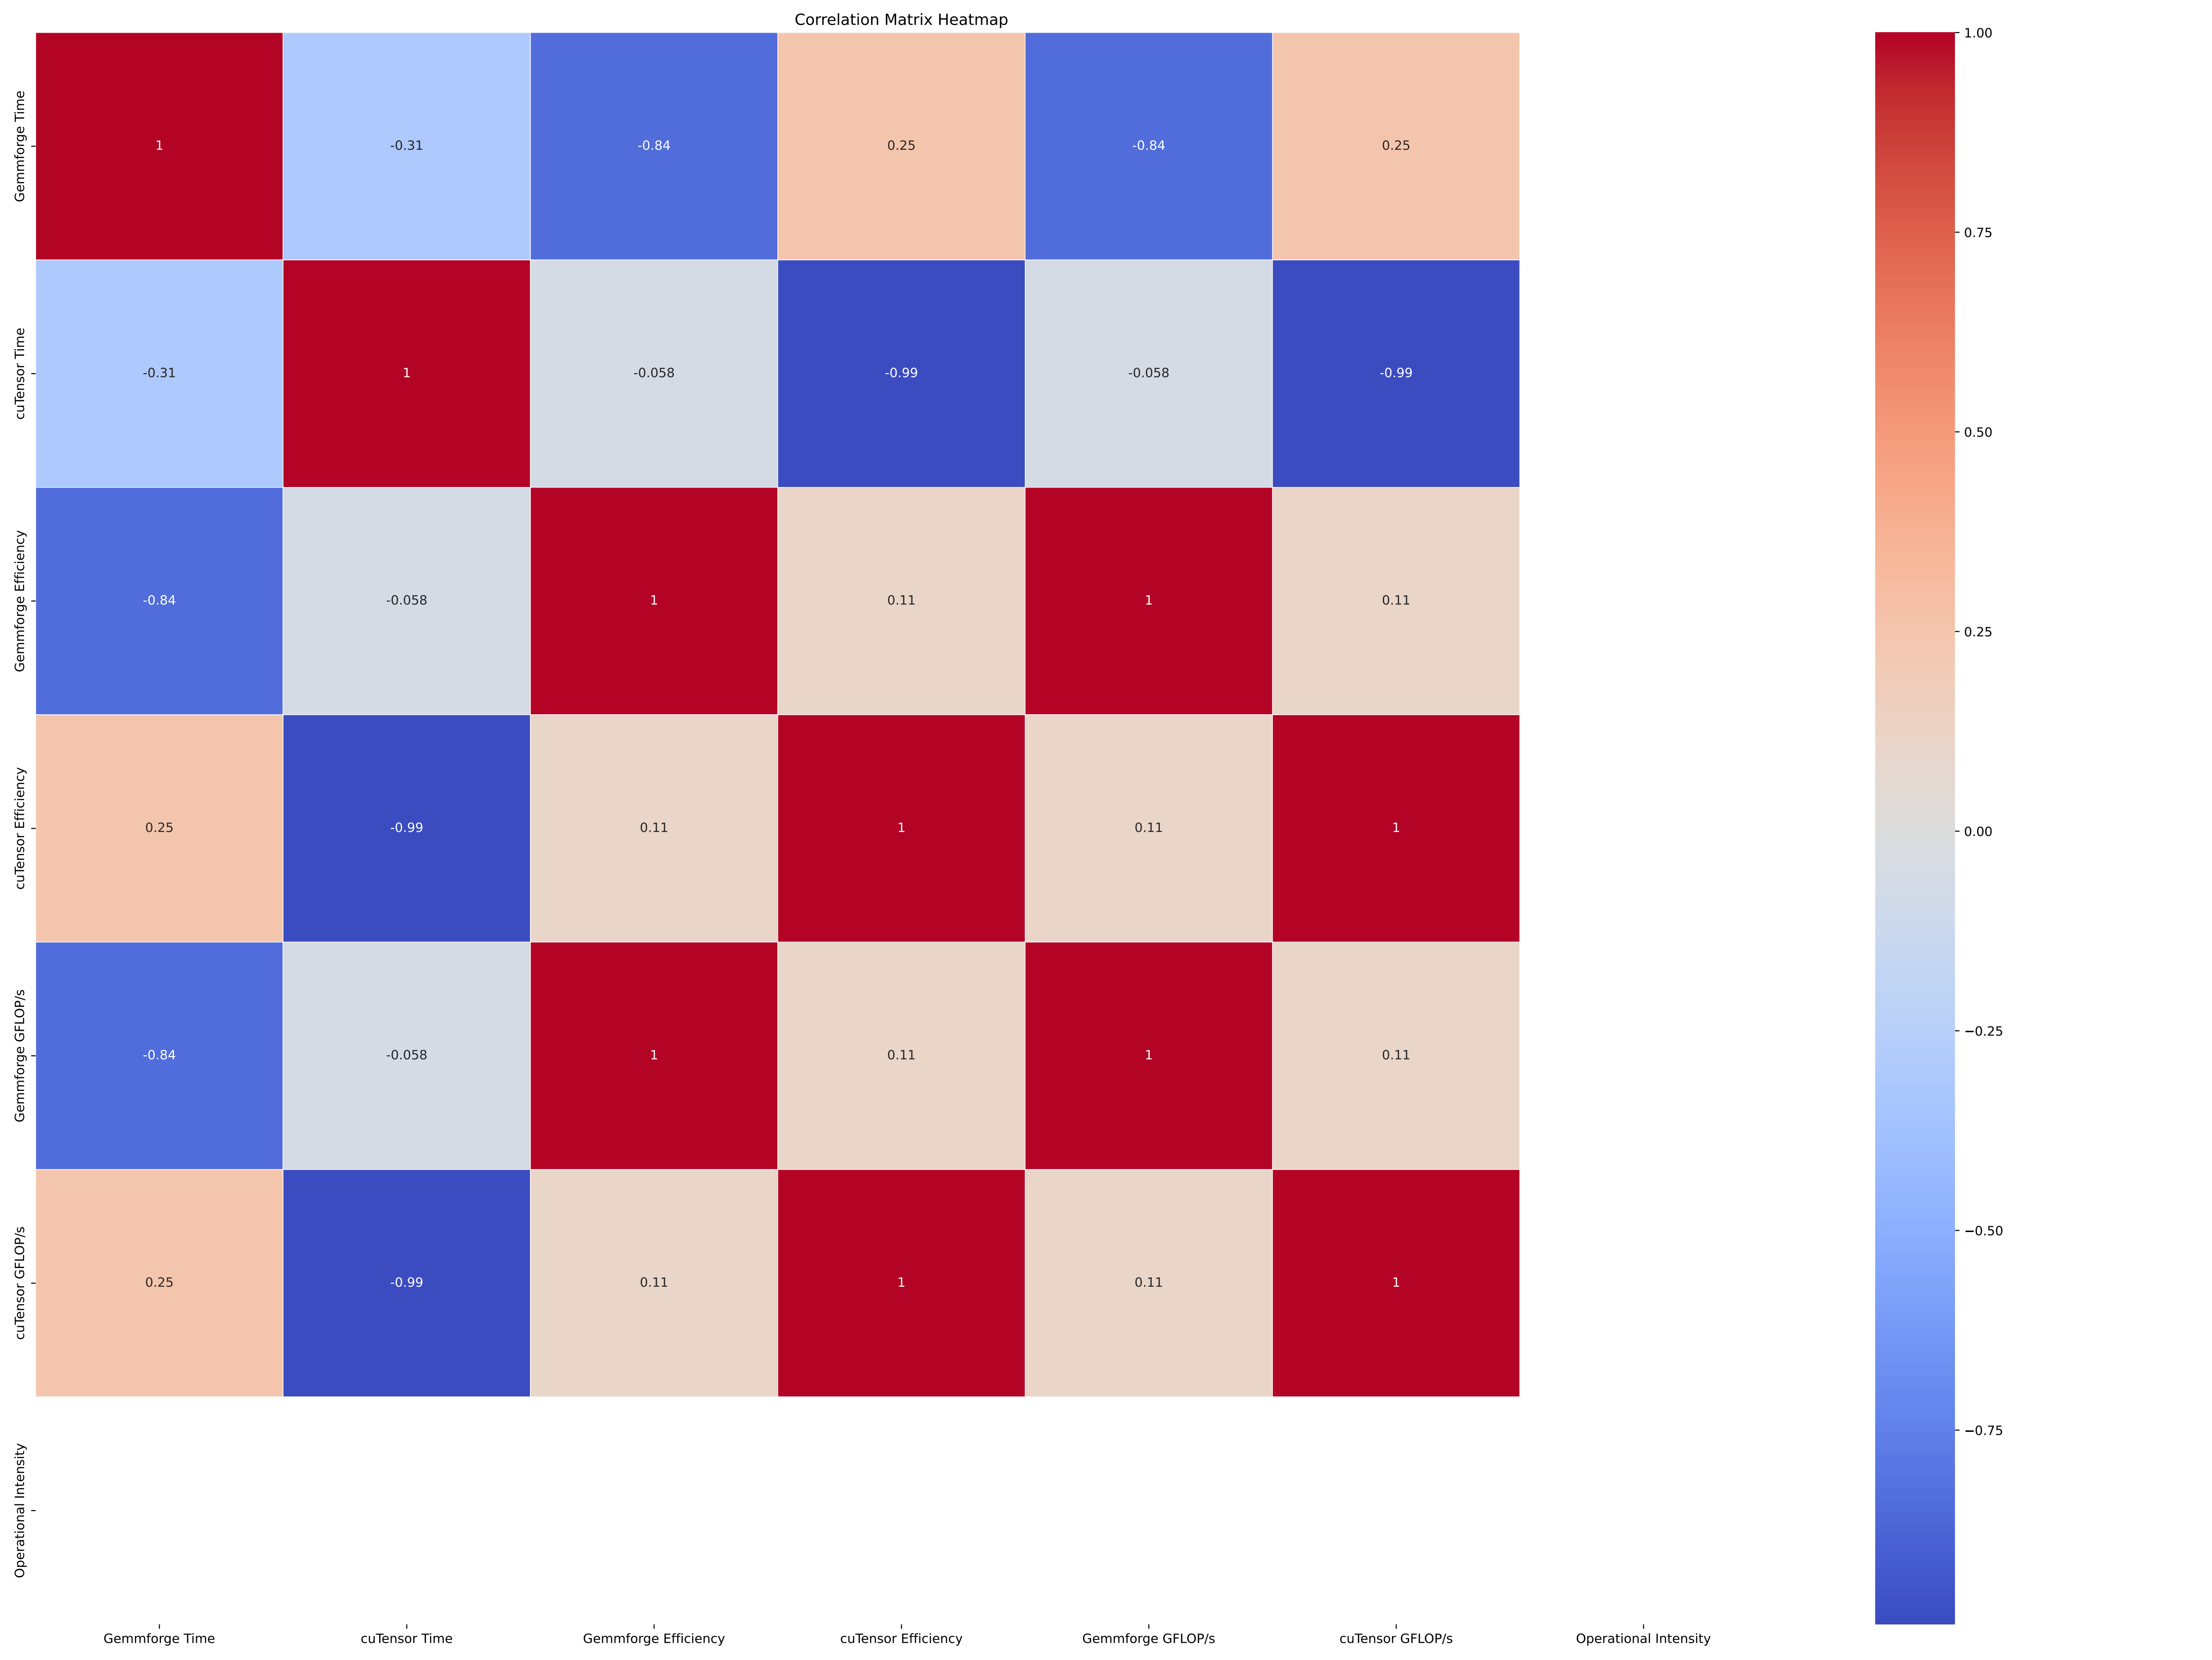 Correlation Matrix Heatmap
Gemmforge Time
1 -0.31 -0.84 0.25 -0.84 0.25
cuTensor Time
-0.31 1 -0.058 -0.99 -0.058 -0.99
Gemmforge Efficiency
-0.84 -0.058 1 0.11 1 0.11
cuTensor Efficiency
0.25 -0.99 0.11 1 0.11 1
Gemmforge GFLOP/s
-0.84 -0.058 1 0.11 1 0.11
cuTensor GFLOP/s
0.25 -0.99 0.11 1 0.11 1
Operational Intensity
Gemmforge Time cuTensor Time Gemmforge Efficiency cuTensor Efficiency Gemmforge GFLOP/s cuTensor GFLOP/s Operational Intensity
1.00
0.75
0.50
0.25
0.00
−0.25
−0.50
−0.75